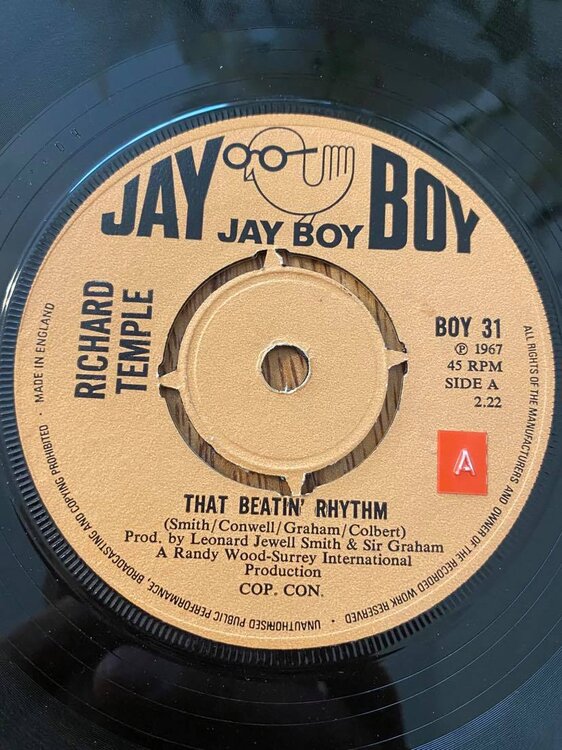 JAY BOY
JAY BOY
RICHARD
TEMPLE
BOY 31
℗ 1967
45 RPM
SIDE A
2.22
A
THAT BEATIN' RHYTHM
(Smith/Conwell/Graham/Colbert)
Prod. by Leonard Jewell Smith & Sir Graham
A Randy Wood-Surrey International
Production
COP. CON.
ALL RIGHTS OF THE MANUFACTURERS AND OWNER OF THE RECORDED WORK RESERVED · UNAUTHORISED PUBLIC PERFORMANCE, BROADCASTING AND COPYING PROHIBITED · MADE IN ENGLAND